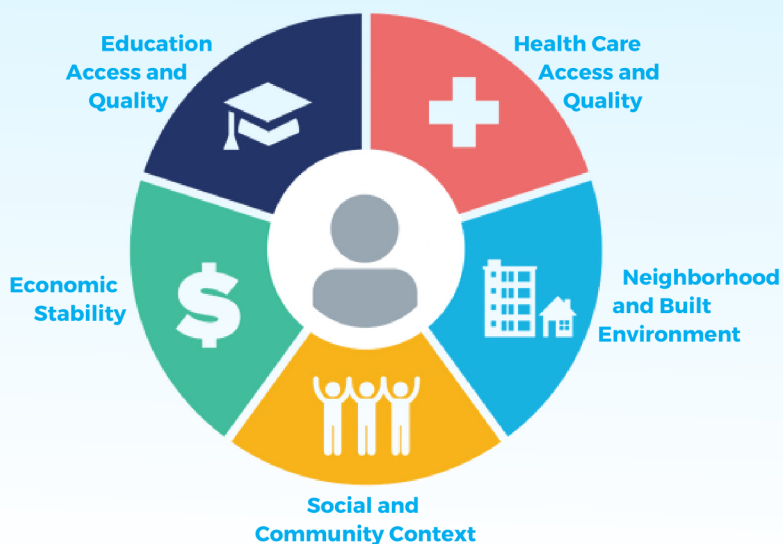 Education
Access and
Quality
Health Care
Access and
Quality
Economic
Stability
Neighborhood
and Built
Environment
$
Social and
Community Context